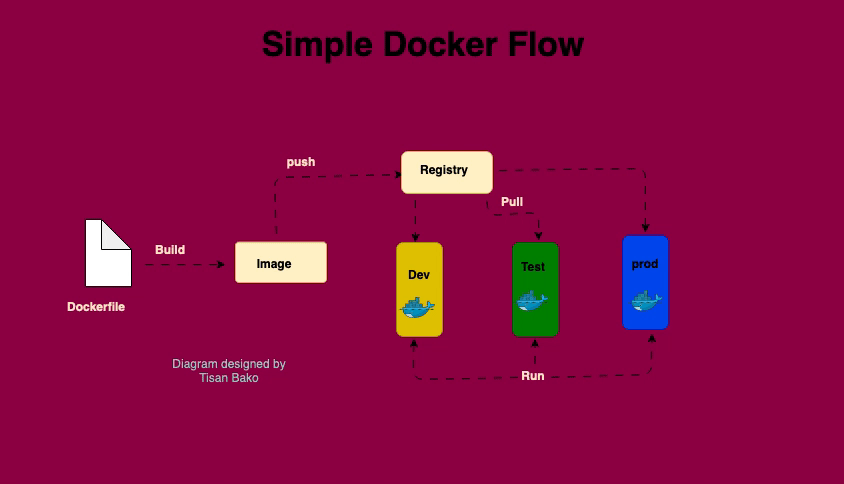 Simple Docker Flow
push
Registry
Pull
Build
Image
Dev
Test
prod
Dockerfile
Diagram designed by
Tisan Bako
Run